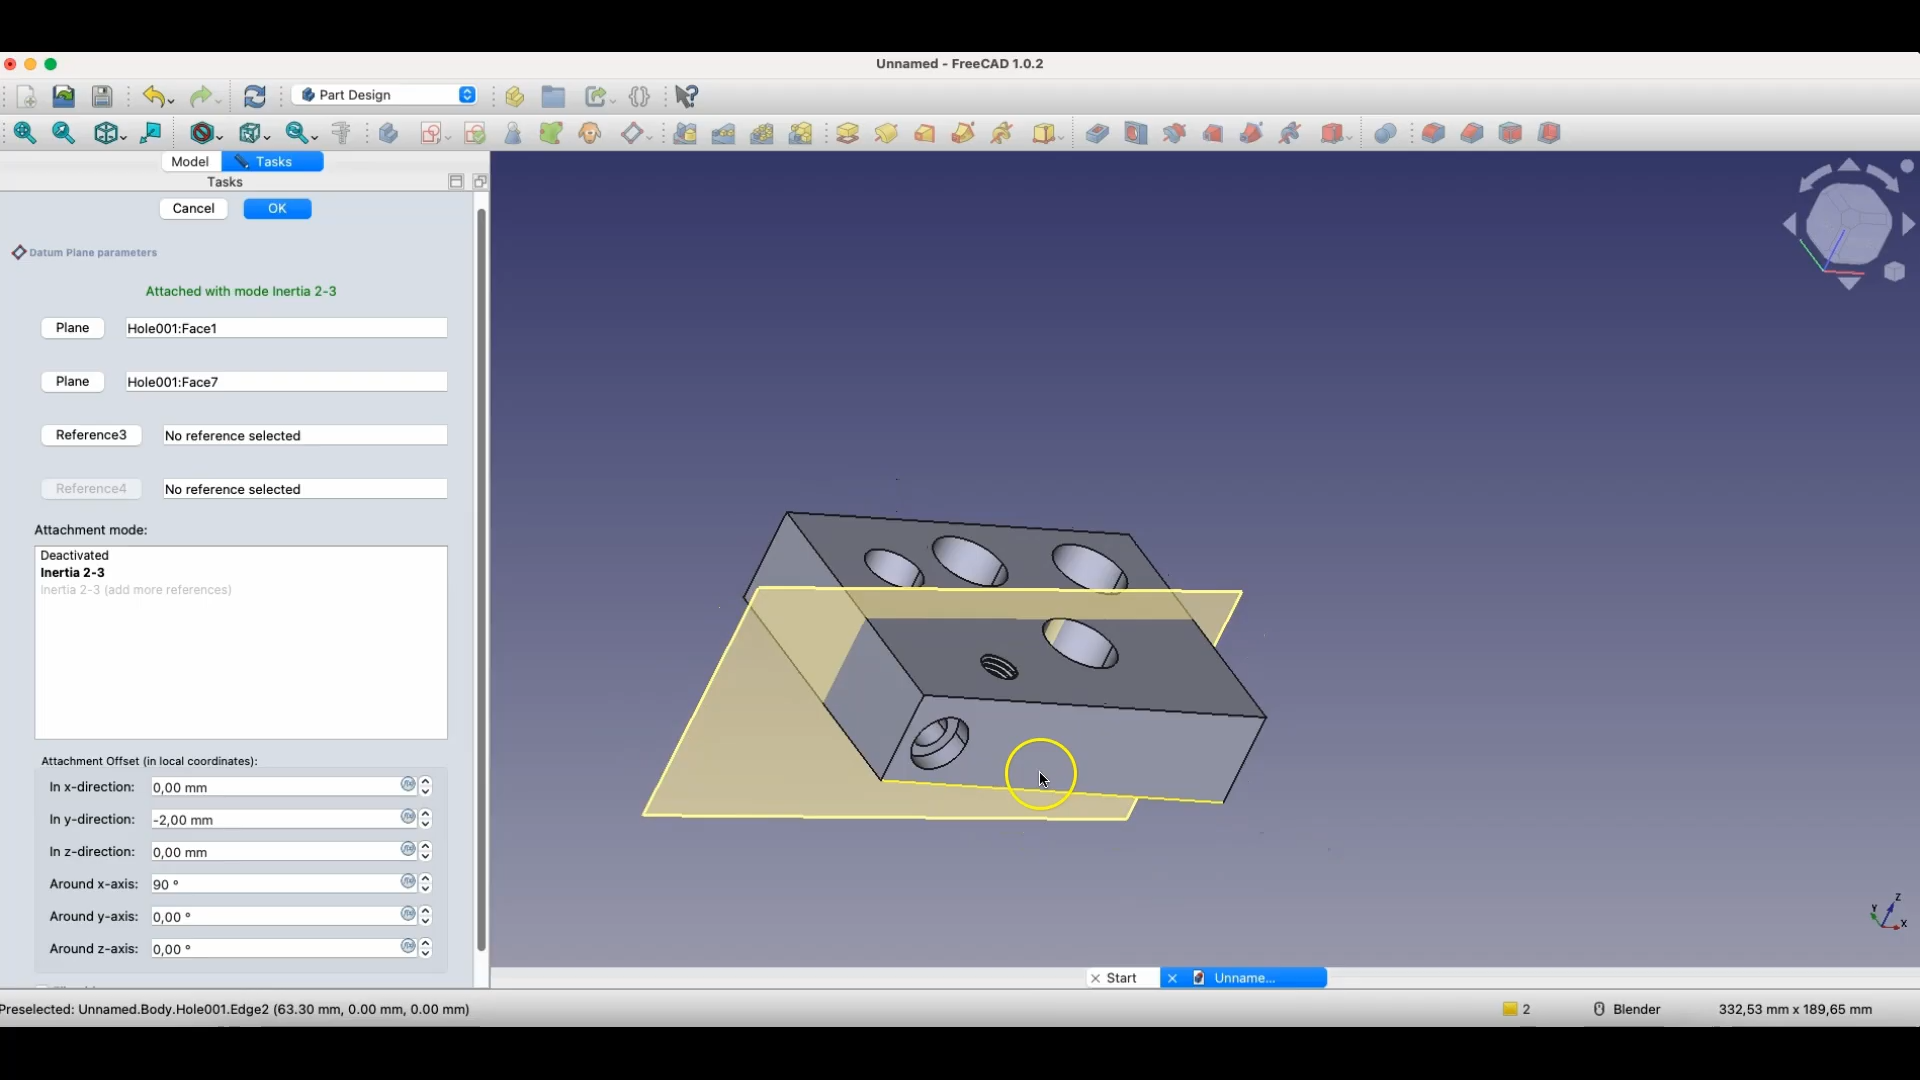 Unnamed - FreeCAD 1.0.2
Part Design
Model
Tasks
Tasks
Cancel
OK
Datum Plane parameters
Attached with mode Inertia 2-3
Plane
Hole001:Face1
Plane
Hole001:Face7
Reference3
No reference selected
Reference4
No reference selected
Attachment mode:
Deactivated
Inertia 2-3
Inertia 2-3 (add more references)
Attachment Offset (in local coordinates):
In x-direction:
0,00 mm
In y-direction:
-2,00 mm
In z-direction:
0,00 mm
Around x-axis:
90 °
Around y-axis:
0,00 °
Around z-axis:
0,00 °
Z
Y
X
Start
Unname...
Preselected: Unnamed.Body.Hole001.Edge2 (63.30 mm, 0.00 mm, 0.00 mm)
2
Blender
332,53 mm x 189,65 mm